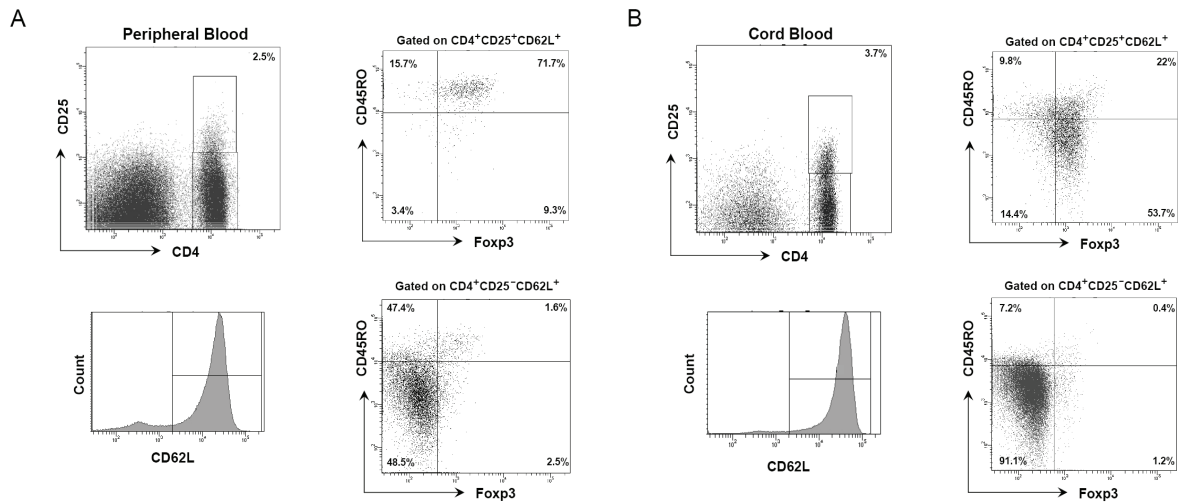 A
Peripheral Blood
2.5%
CD25
CD4
Gated on CD4⁺CD25⁺CD62L⁺
15.7%
71.7%
CD45RO
3.4%
9.3%
Foxp3
Count
CD62L
Gated on CD4⁺CD25⁻CD62L⁺
47.4%
1.6%
CD45RO
48.5%
2.5%
Foxp3
B
Cord Blood
3.7%
CD25
CD4
Gated on CD4⁺CD25⁺CD62L⁺
9.8%
22%
CD45RO
14.4%
53.7%
Foxp3
Count
CD62L
Gated on CD4⁺CD25⁻CD62L⁺
7.2%
0.4%
CD45RO
91.1%
1.2%
Foxp3